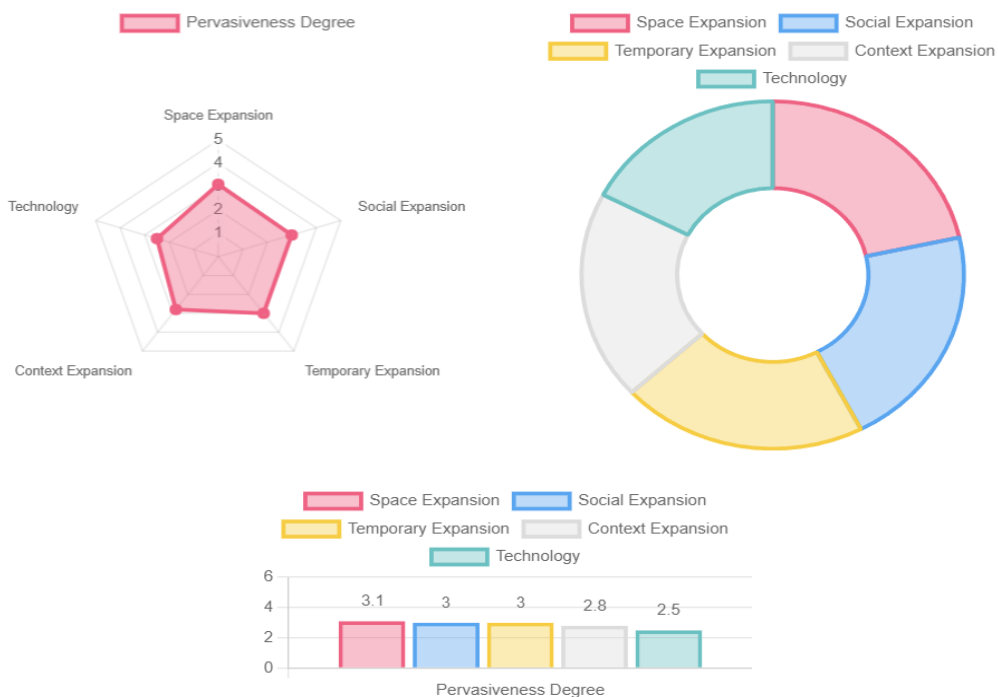 Pervasiveness Degree
Space Expansion
5
4
2
1
Technology
Social Expansion
Context Expansion
Temporary Expansion
Space Expansion Social Expansion
Temporary Expansion Context Expansion
Technology
Space Expansion Social Expansion
Temporary Expansion Context Expansion
Technology
6
4
2
0
3.1 3 3 2.8 2.5
Pervasiveness Degree